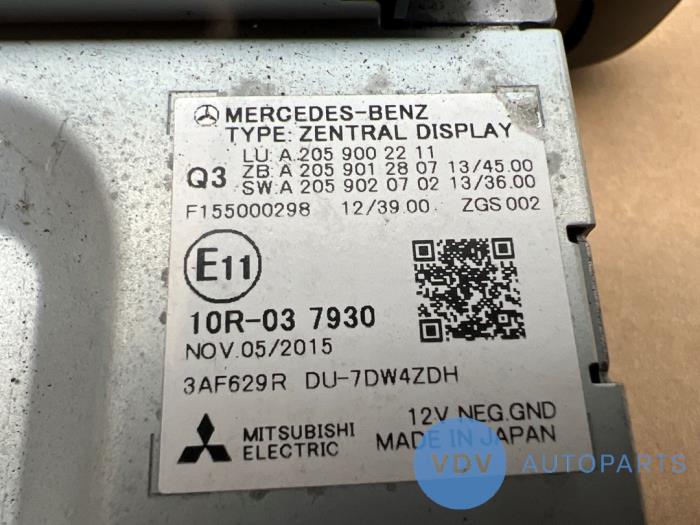 MERCEDES-BENZ
TYPE: ZENTRAL DISPLAY
LU: A 205 900 22 11
Q3 ZB: A 205 901 28 07 13/45.00
SW: A 205 902 07 02 13/36.00
F155000298 12/39.00 ZGS 002
E11
10R-03 7930
NOV.05/2015
3AF629R DU-7DW4ZDH
12V NEG.GND
MITSUBISHI ELECTRIC MADE IN JAPAN
VDV AUTOPARTS